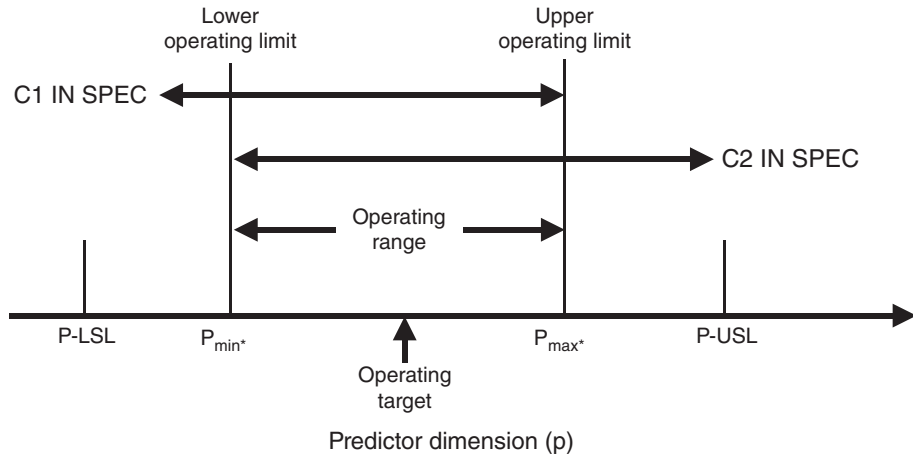 Lower
operating limit
Upper
operating limit
C1 IN SPEC
C2 IN SPEC
Operating
range
P-LSL
Pmin*
Pmax*
P-USL
Operating
target
Predictor dimension (p)